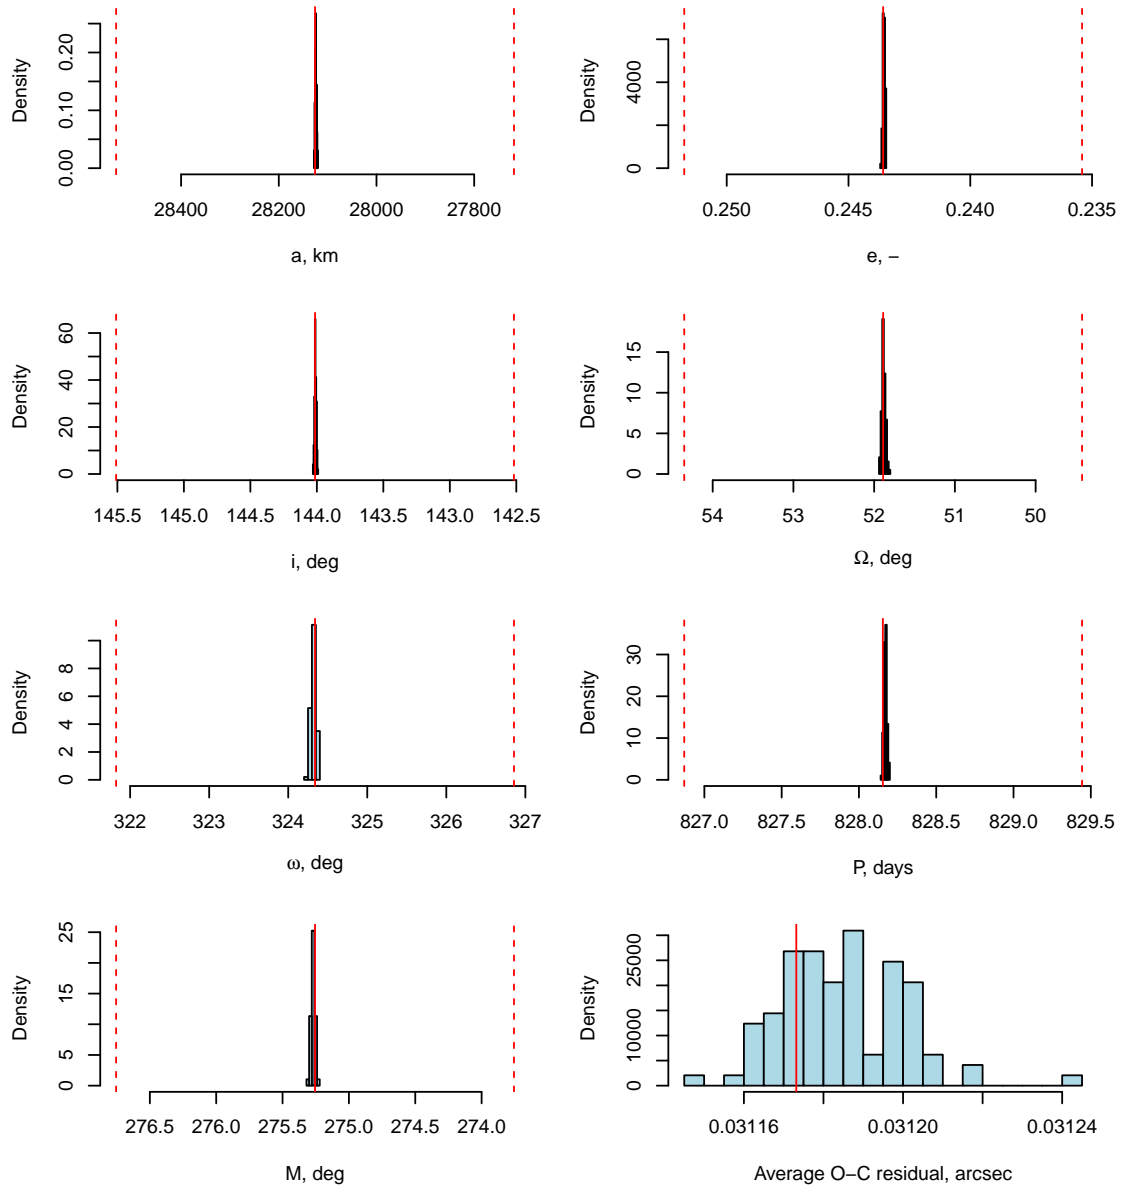 Density
0.00 0.10 0.20
28400 28200 28000 27800
a, km
Density
0 4000
0.250 0.245 0.240 0.235
e, −
Density
0 20 40 60
145.5 145.0 144.5 144.0 143.5 143.0 142.5
i, deg
Density
0 5 10 15
54 53 52 51 50
Ω, deg
Density
0 2 4 6 8
322 323 324 325 326 327
ω, deg
Density
0 10 20 30
827.0 827.5 828.0 828.5 829.0 829.5
P, days
Density
0 5 15 25
276.5 276.0 275.5 275.0 274.5 274.0
M, deg
Density
0 10000 25000
0.03116 0.03120 0.03124
Average O−C residual, arcsec